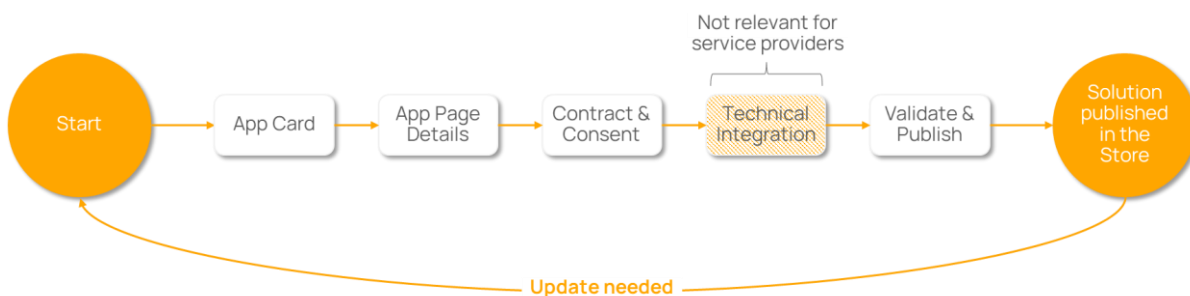 Not relevant for
service providers
Start
App Card
App Page
Details
Contract &
Consent
Technical
Integration
Validate &
Publish
Solution
published
in the
Store
Update needed